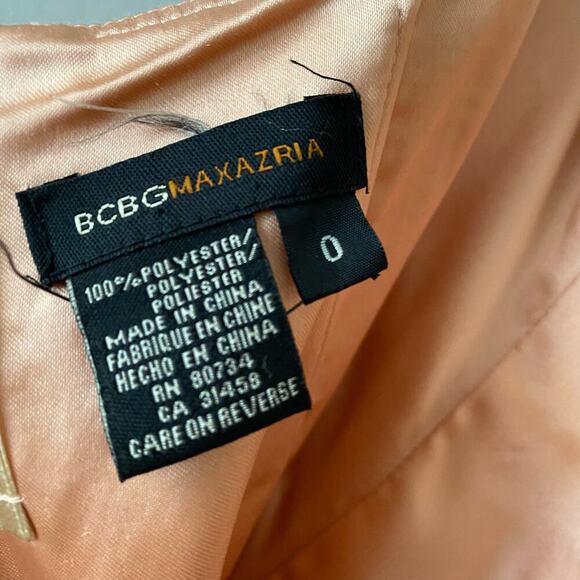 BCBGMAXAZRIA
0
100% POLYESTER/
POLYESTER/
POLIESTER
MADE IN CHINA
FABRIQUE EN CHINE
HECHO EN CHINA
RN 80734
CA 31458
CARE ON REVERSE